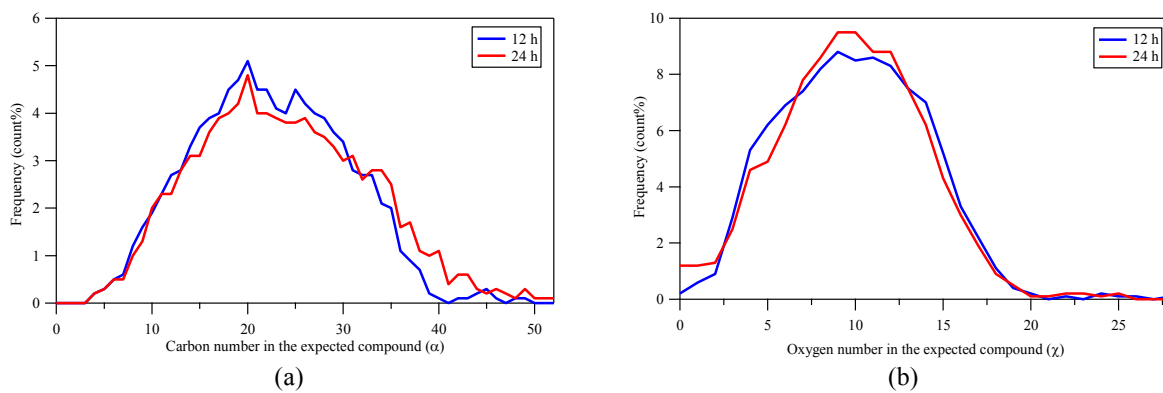 6
5
4
3
2
1
0
Frequency (count%)
12 h
24 h
0
10
20
30
40
50
Carbon number in the expected compound (α)
(a)
10
8
6
4
2
0
Frequency (count%)
12 h
24 h
0
5
10
15
20
25
Oxygen number in the expected compound (χ)
(b)